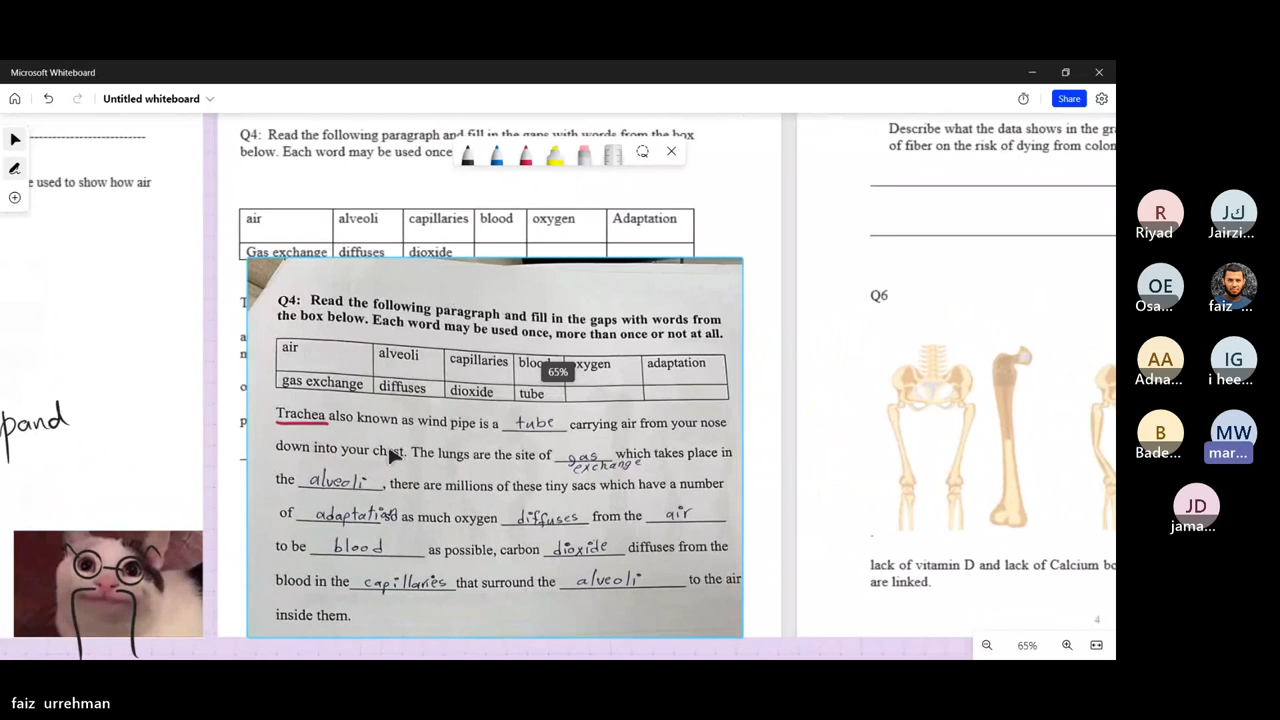 Microsoft Whiteboard
Untitled whiteboard
Share
e used to show how air
pand
Q4: Read the following paragraph and fill in the gaps with words from the box
below. Each word may be used once
air alveoli capillaries blood oxygen Adaptation
Gas exchange diffuses dioxide
Q4: Read the following paragraph and fill in the gaps with words from
the box below. Each word may be used once, more than once or not at all.
air alveoli capillaries bloo oxygen adaptation
gas exchange diffuses dioxide tube
65%
Trachea also known as wind pipe is a tube carrying air from your nose
down into your chest. The lungs are the site of gas exchange which takes place in
the alveoli, there are millions of these tiny sacs which have a number
of adaptation as much oxygen diffuses from the air
to be blood as possible, carbon dioxide diffuses from the
blood in the capillaries that surround the alveoli to the air
inside them.
Describe what the data shows in the gr
of fiber on the risk of dying from colon
Q6
lack of vitamin D and lack of Calcium bo
are linked.
4
65%
R
Riyad
كJ
Jairzi...
OE
Osa...
faiz ...
AA
Adna...
IG
i hee...
B
Bade...
MW
mar...
JD
jama...
faiz urrehman